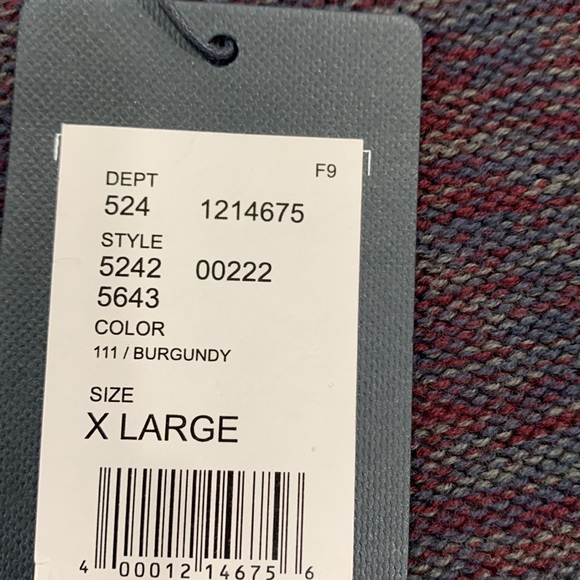 F9
DEPT
524 1214675
STYLE
5242 00222
5643
COLOR
111 / BURGUNDY
SIZE
X LARGE
4 00012 14675 6